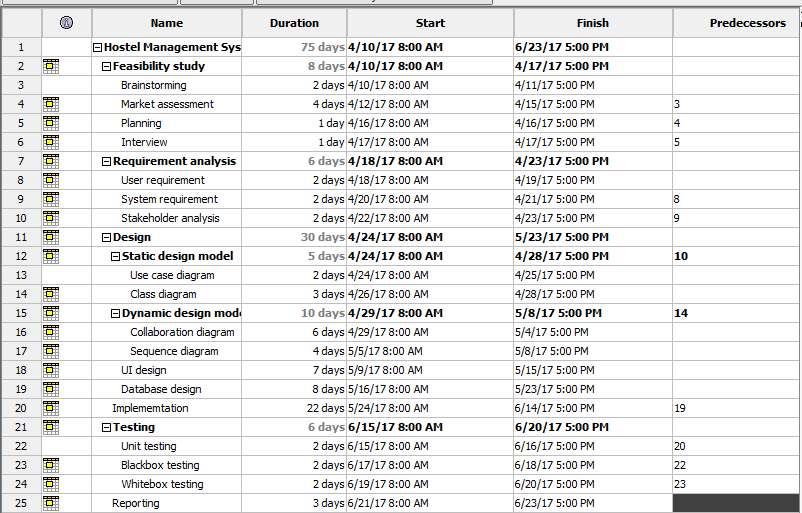 Name Duration Start Finish Predecessors
1 Hostel Management Sys 75 days 4/10/17 8:00 AM 6/23/17 5:00 PM
2 Feasibility study 8 days 4/10/17 8:00 AM 4/17/17 5:00 PM
3 Brainstorming 2 days 4/10/17 8:00 AM 4/11/17 5:00 PM
4 Market assessment 4 days 4/12/17 8:00 AM 4/15/17 5:00 PM 3
5 Planning 1 day 4/16/17 8:00 AM 4/16/17 5:00 PM 4
6 Interview 1 day 4/17/17 8:00 AM 4/17/17 5:00 PM 5
7 Requirement analysis 6 days 4/18/17 8:00 AM 4/23/17 5:00 PM
8 User requirement 2 days 4/18/17 8:00 AM 4/19/17 5:00 PM
9 System requirement 2 days 4/20/17 8:00 AM 4/21/17 5:00 PM 8
10 Stakeholder analysis 2 days 4/22/17 8:00 AM 4/23/17 5:00 PM 9
11 Design 30 days 4/24/17 8:00 AM 5/23/17 5:00 PM
12 Static design model 5 days 4/24/17 8:00 AM 4/28/17 5:00 PM 10
13 Use case diagram 2 days 4/24/17 8:00 AM 4/25/17 5:00 PM
14 Class diagram 3 days 4/26/17 8:00 AM 4/28/17 5:00 PM
15 Dynamic design mode 10 days 4/29/17 8:00 AM 5/8/17 5:00 PM 14
16 Collaboration diagram 6 days 4/29/17 8:00 AM 5/4/17 5:00 PM
17 Sequence diagram 4 days 5/5/17 8:00 AM 5/8/17 5:00 PM
18 UI design 7 days 5/9/17 8:00 AM 5/15/17 5:00 PM
19 Database design 8 days 5/16/17 8:00 AM 5/23/17 5:00 PM
20 Implememtation 22 days 5/24/17 8:00 AM 6/14/17 5:00 PM 19
21 Testing 6 days 6/15/17 8:00 AM 6/20/17 5:00 PM
22 Unit testing 2 days 6/15/17 8:00 AM 6/16/17 5:00 PM 20
23 Blackbox testing 2 days 6/17/17 8:00 AM 6/18/17 5:00 PM 22
24 Whitebox testing 2 days 6/19/17 8:00 AM 6/20/17 5:00 PM 23
25 Reporting 3 days 6/21/17 8:00 AM 6/23/17 5:00 PM